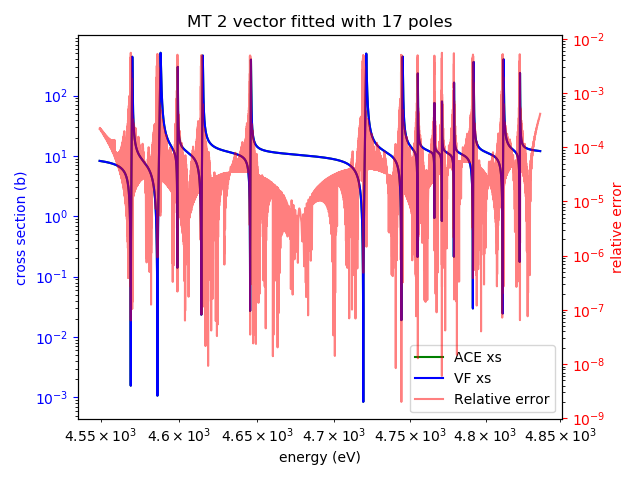 MT 2 vector fitted with 17 poles
cross section (b)
10²
10¹
10⁰
10⁻¹
10⁻²
10⁻³
10⁻²
10⁻³
10⁻⁴
10⁻⁵
10⁻⁶
10⁻⁷
10⁻⁸
10⁻⁹
relative error
ACE xs
VF xs
Relative error
4.55 × 10³ 4.6 × 10³ 4.65 × 10³ 4.7 × 10³ 4.75 × 10³ 4.8 × 10³ 4.85 × 10³
energy (eV)